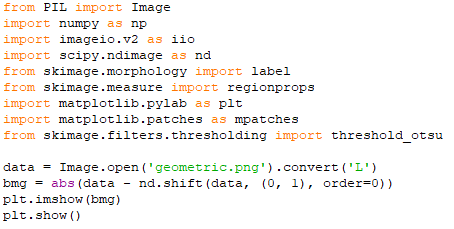 from PIL import Image
import numpy as np
import imageio.v2 as iio
import scipy.ndimage as nd
from skimage.morphology import label
from skimage.measure import regionprops
import matplotlib.pylab as plt
import matplotlib.patches as mpatches
from skimage.filters.thresholding import threshold_otsu

data = Image.open('geometric.png').convert('L')
bmg = abs(data - nd.shift(data, (0, 1), order=0))
plt.imshow(bmg)
plt.show()